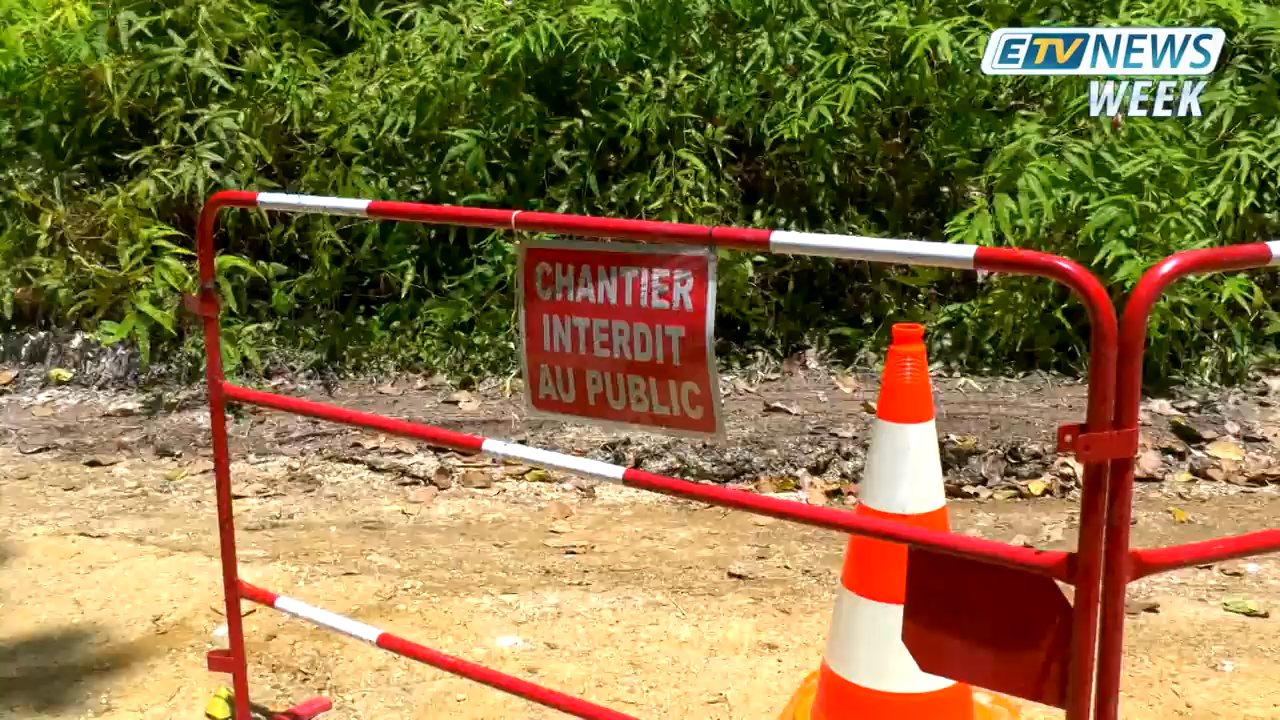 ETV NEWS
WEEK
CHANTIER
INTERDIT
AU PUBLIC